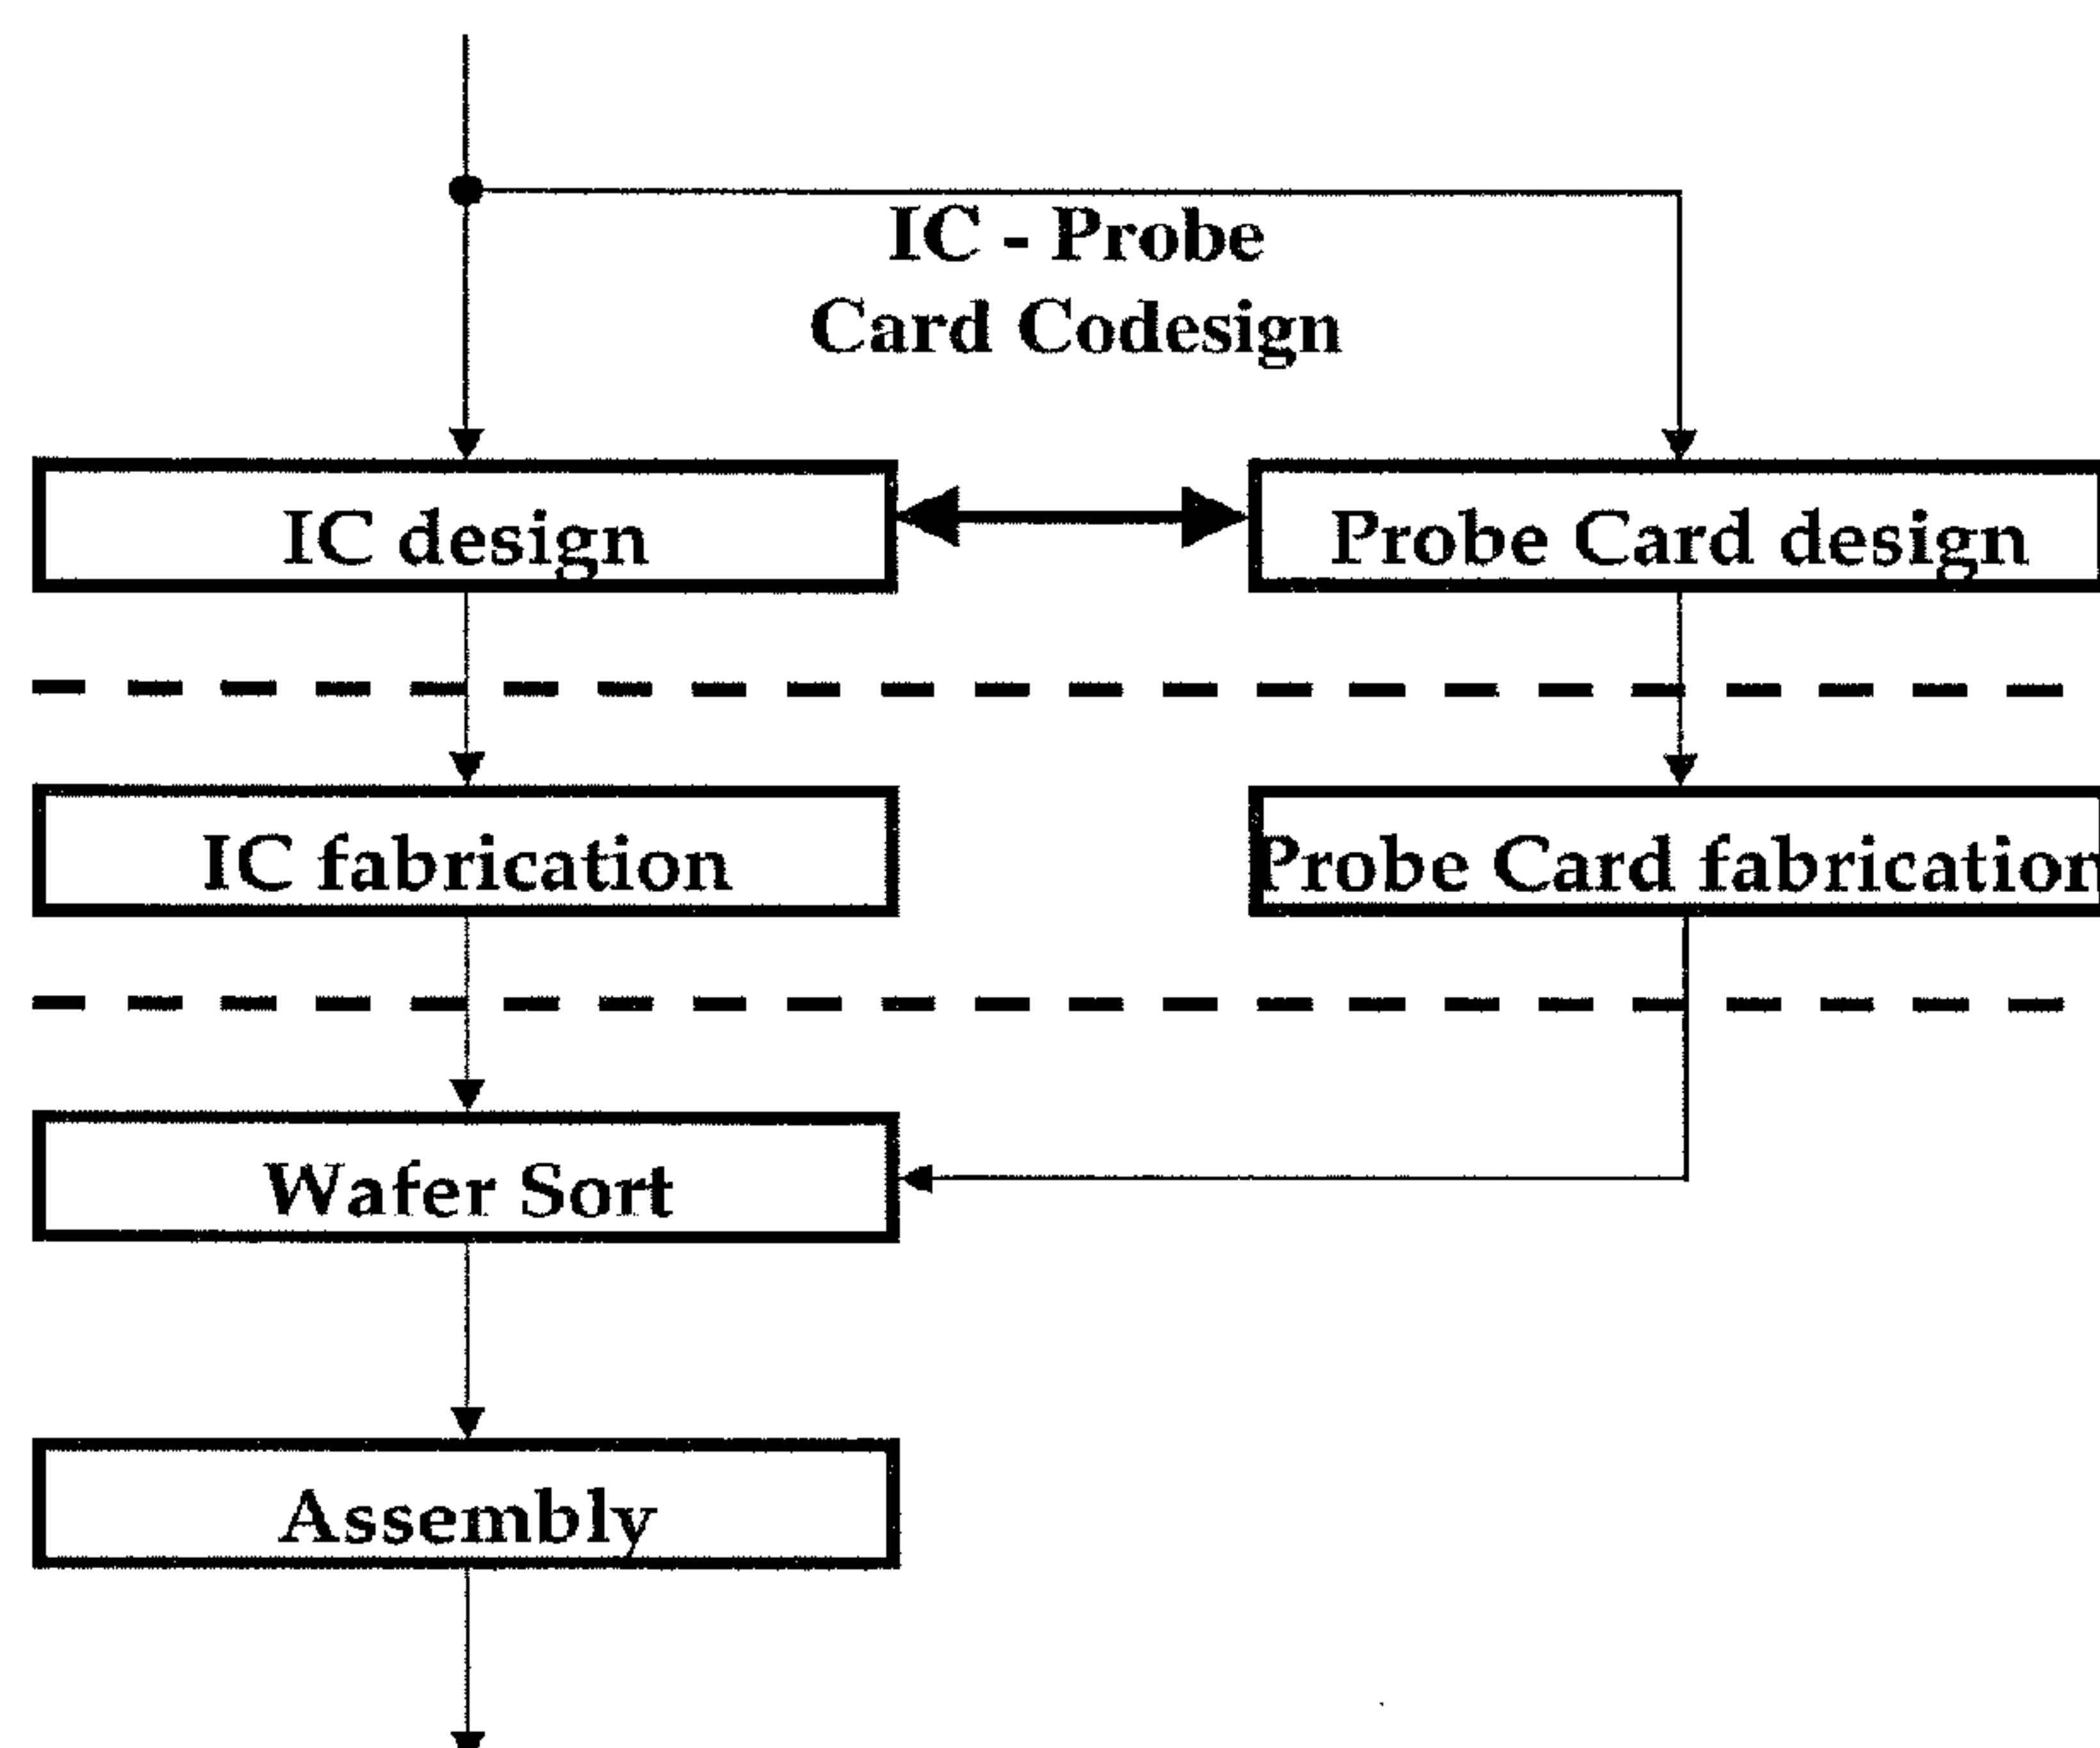 IC - Probe
Card Codesign
IC design
Probe Card design
IC fabrication
Probe Card fabrication
Wafer Sort
Assembly